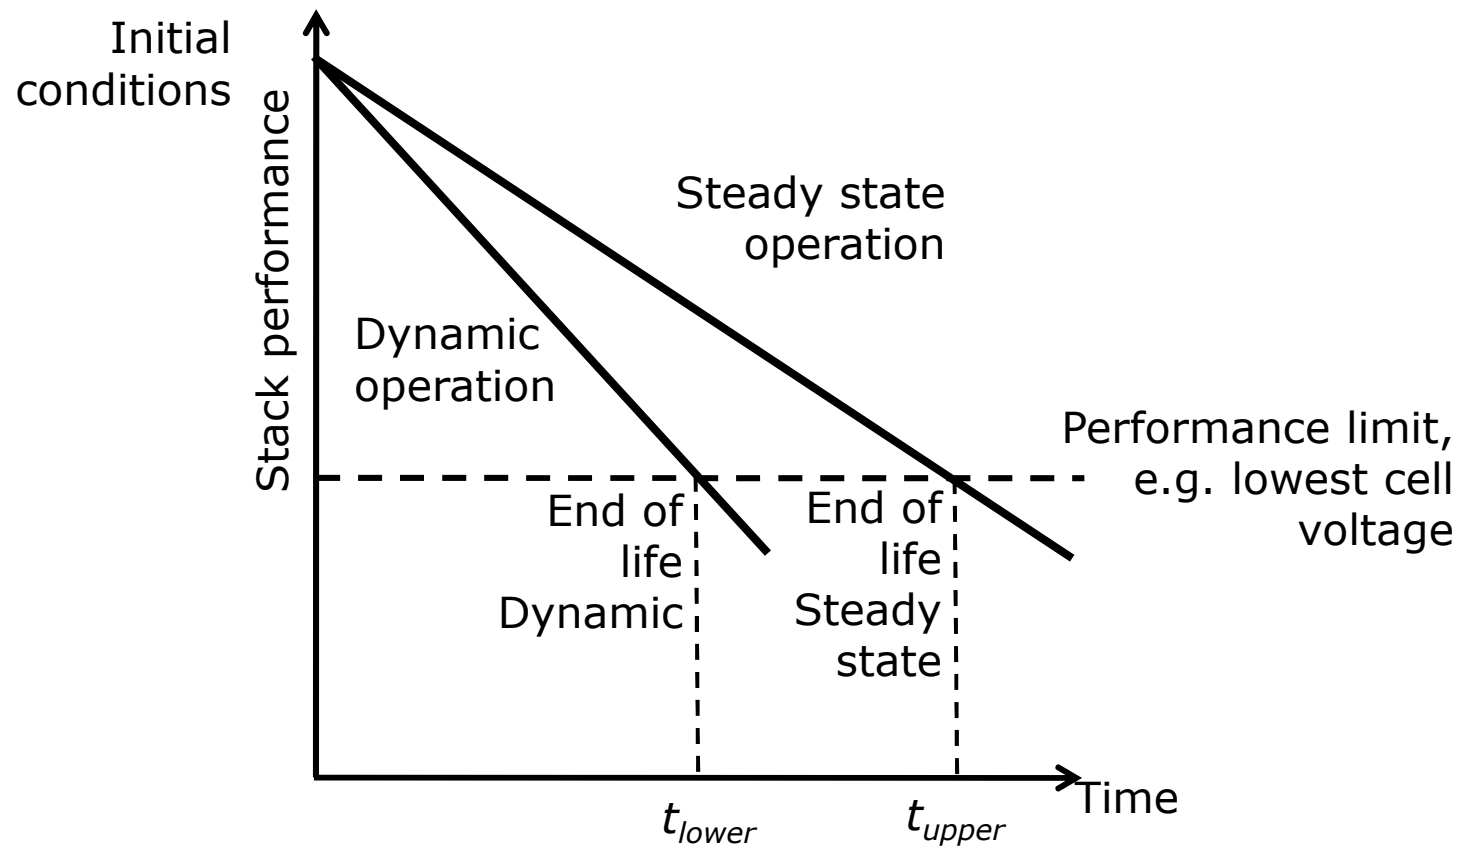 Initial
conditions
Stack performance
Steady state
operation
Dynamic
operation
Performance limit,
e.g. lowest cell
voltage
End of
life
Dynamic
End of
life
Steady
state
Time
t_lower
t_upper